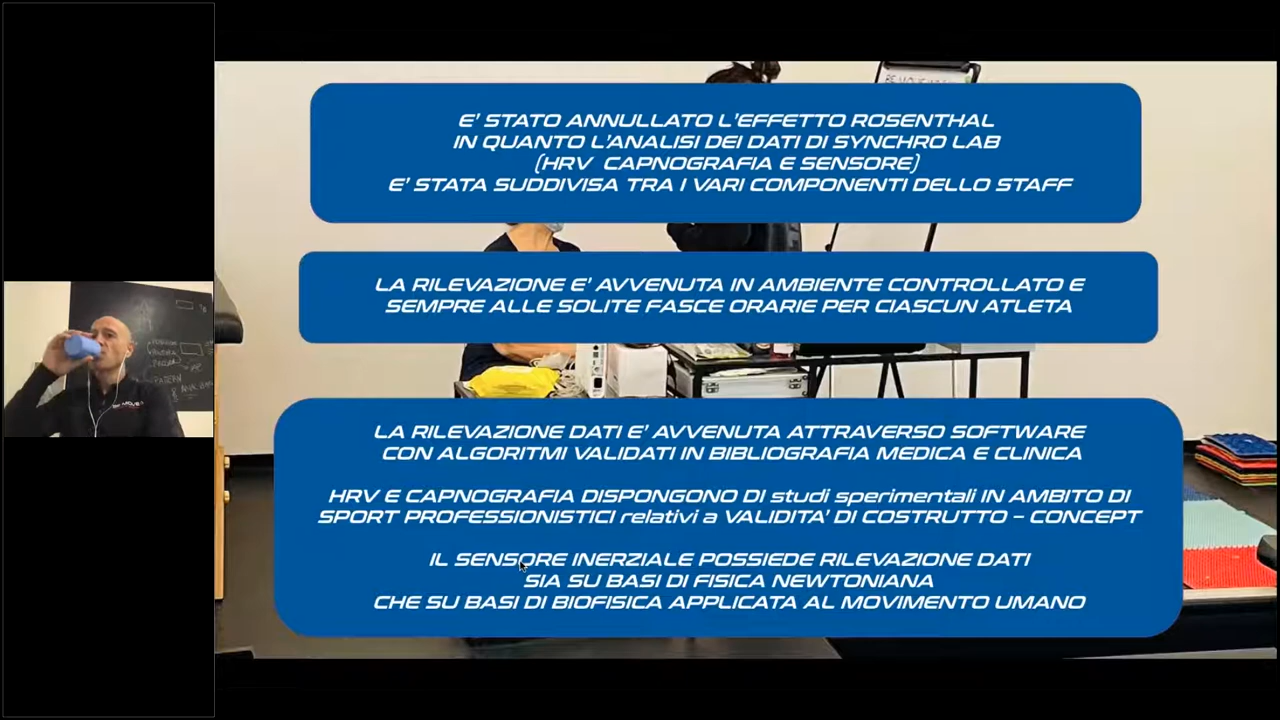 E' STATO ANNULLATO L'EFFETTO ROSENTHAL
IN QUANTO L'ANALISI DEI DATI DI SYNCHRO LAB
(HRV CAPNOGRAFIA E SENSORE)
E' STATA SUDDIVISA TRA I VARI COMPONENTI DELLO STAFF
LA RILEVAZIONE E' AVVENUTA IN AMBIENTE CONTROLLATO E
SEMPRE ALLE SOLITE FASCE ORARIE PER CIASCUN ATLETA
LA RILEVAZIONE DATI E' AVVENUTA ATTRAVERSO SOFTWARE
CON ALGORITMI VALIDATI IN BIBLIOGRAFIA MEDICA E CLINICA
HRV E CAPNOGRAFIA DISPONGONO DI studi sperimentali IN AMBITO DI
SPORT PROFESSIONISTICI relativi a VALIDITA' DI COSTRUTTO – CONCEPT
IL SENSORE INERZIALE POSSIEDE RILEVAZIONE DATI
SIA SU BASI DI FISICA NEWTONIANA
CHE SU BASI DI BIOFISICA APPLICATA AL MOVIMENTO UMANO